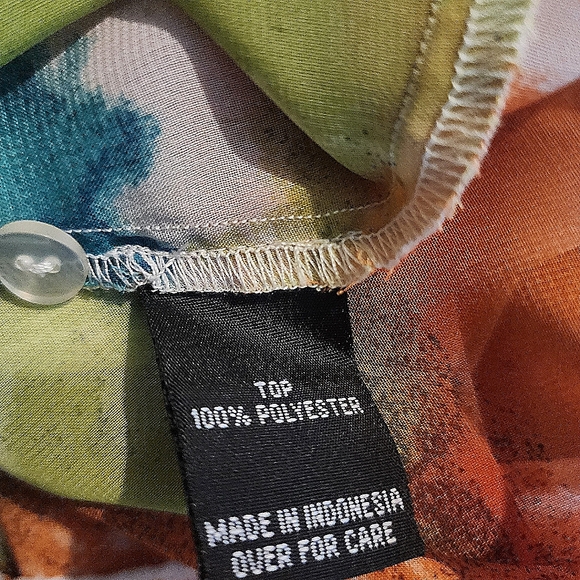 TOP
100% POLYESTER
MADE IN INDONESIA
OVER FOR CARE